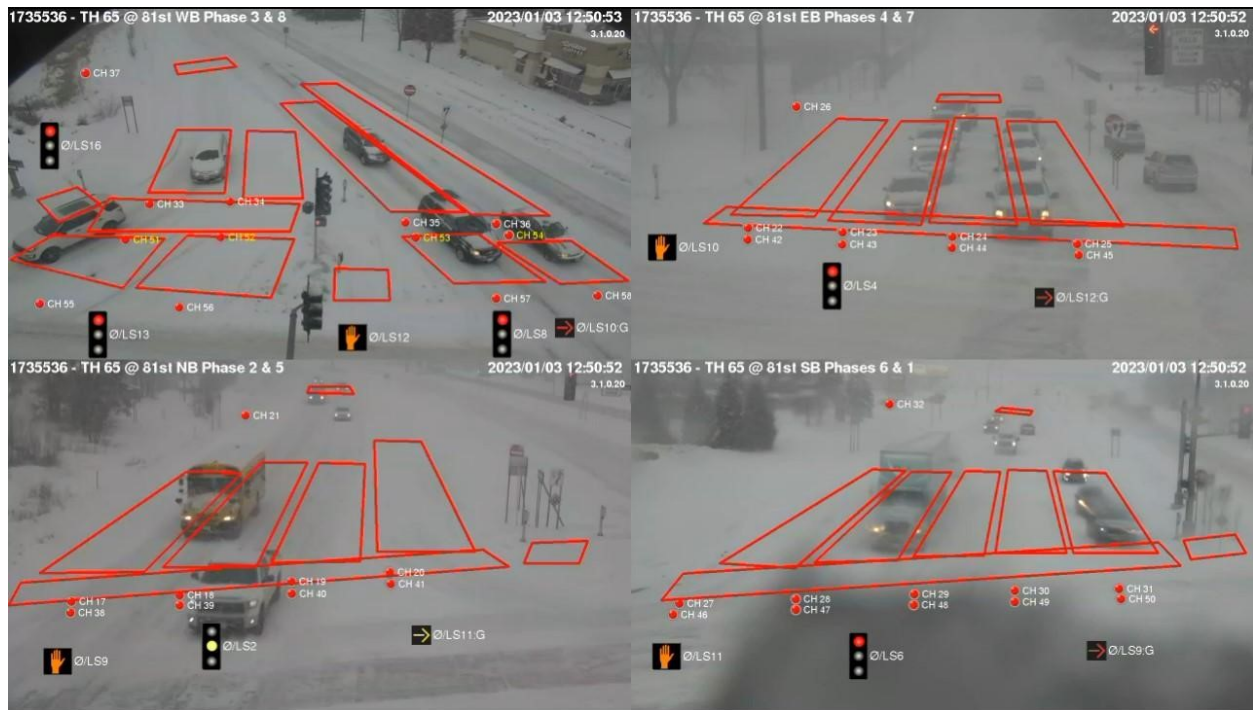 1735536 - TH 65 @ 81st WB Phase 3 & 8
2023/01/03 12:50:53
3.1.0.20
CH 37
Ø/LS16
CH 33
CH 34
CH 35
CH 36
CH 51
CH 52
CH 53
CH 54
CH 55
CH 56
CH 57
CH 58
Ø/LS13
Ø/LS12
Ø/LS8
Ø/LS10:G
1735536 - TH 65 @ 81st EB Phases 4 & 7
2023/01/03 12:50:52
3.1.0.20
CH 26
CH 22
CH 23
CH 24
CH 25
CH 42
CH 43
CH 44
CH 45
Ø/LS10
Ø/LS4
Ø/LS12:G
1735536 - TH 65 @ 81st NB Phase 2 & 5
2023/01/03 12:50:52
3.1.0.20
CH 21
CH 17
CH 18
CH 19
CH 20
CH 38
CH 39
CH 40
CH 41
Ø/LS9
Ø/LS2
Ø/LS11:G
1735536 - TH 65 @ 81st SB Phases 6 & 1
2023/01/03 12:50:52
3.1.0.20
CH 32
CH 27
CH 28
CH 29
CH 30
CH 31
CH 46
CH 47
CH 48
CH 49
CH 50
Ø/LS11
Ø/LS6
Ø/LS9:G